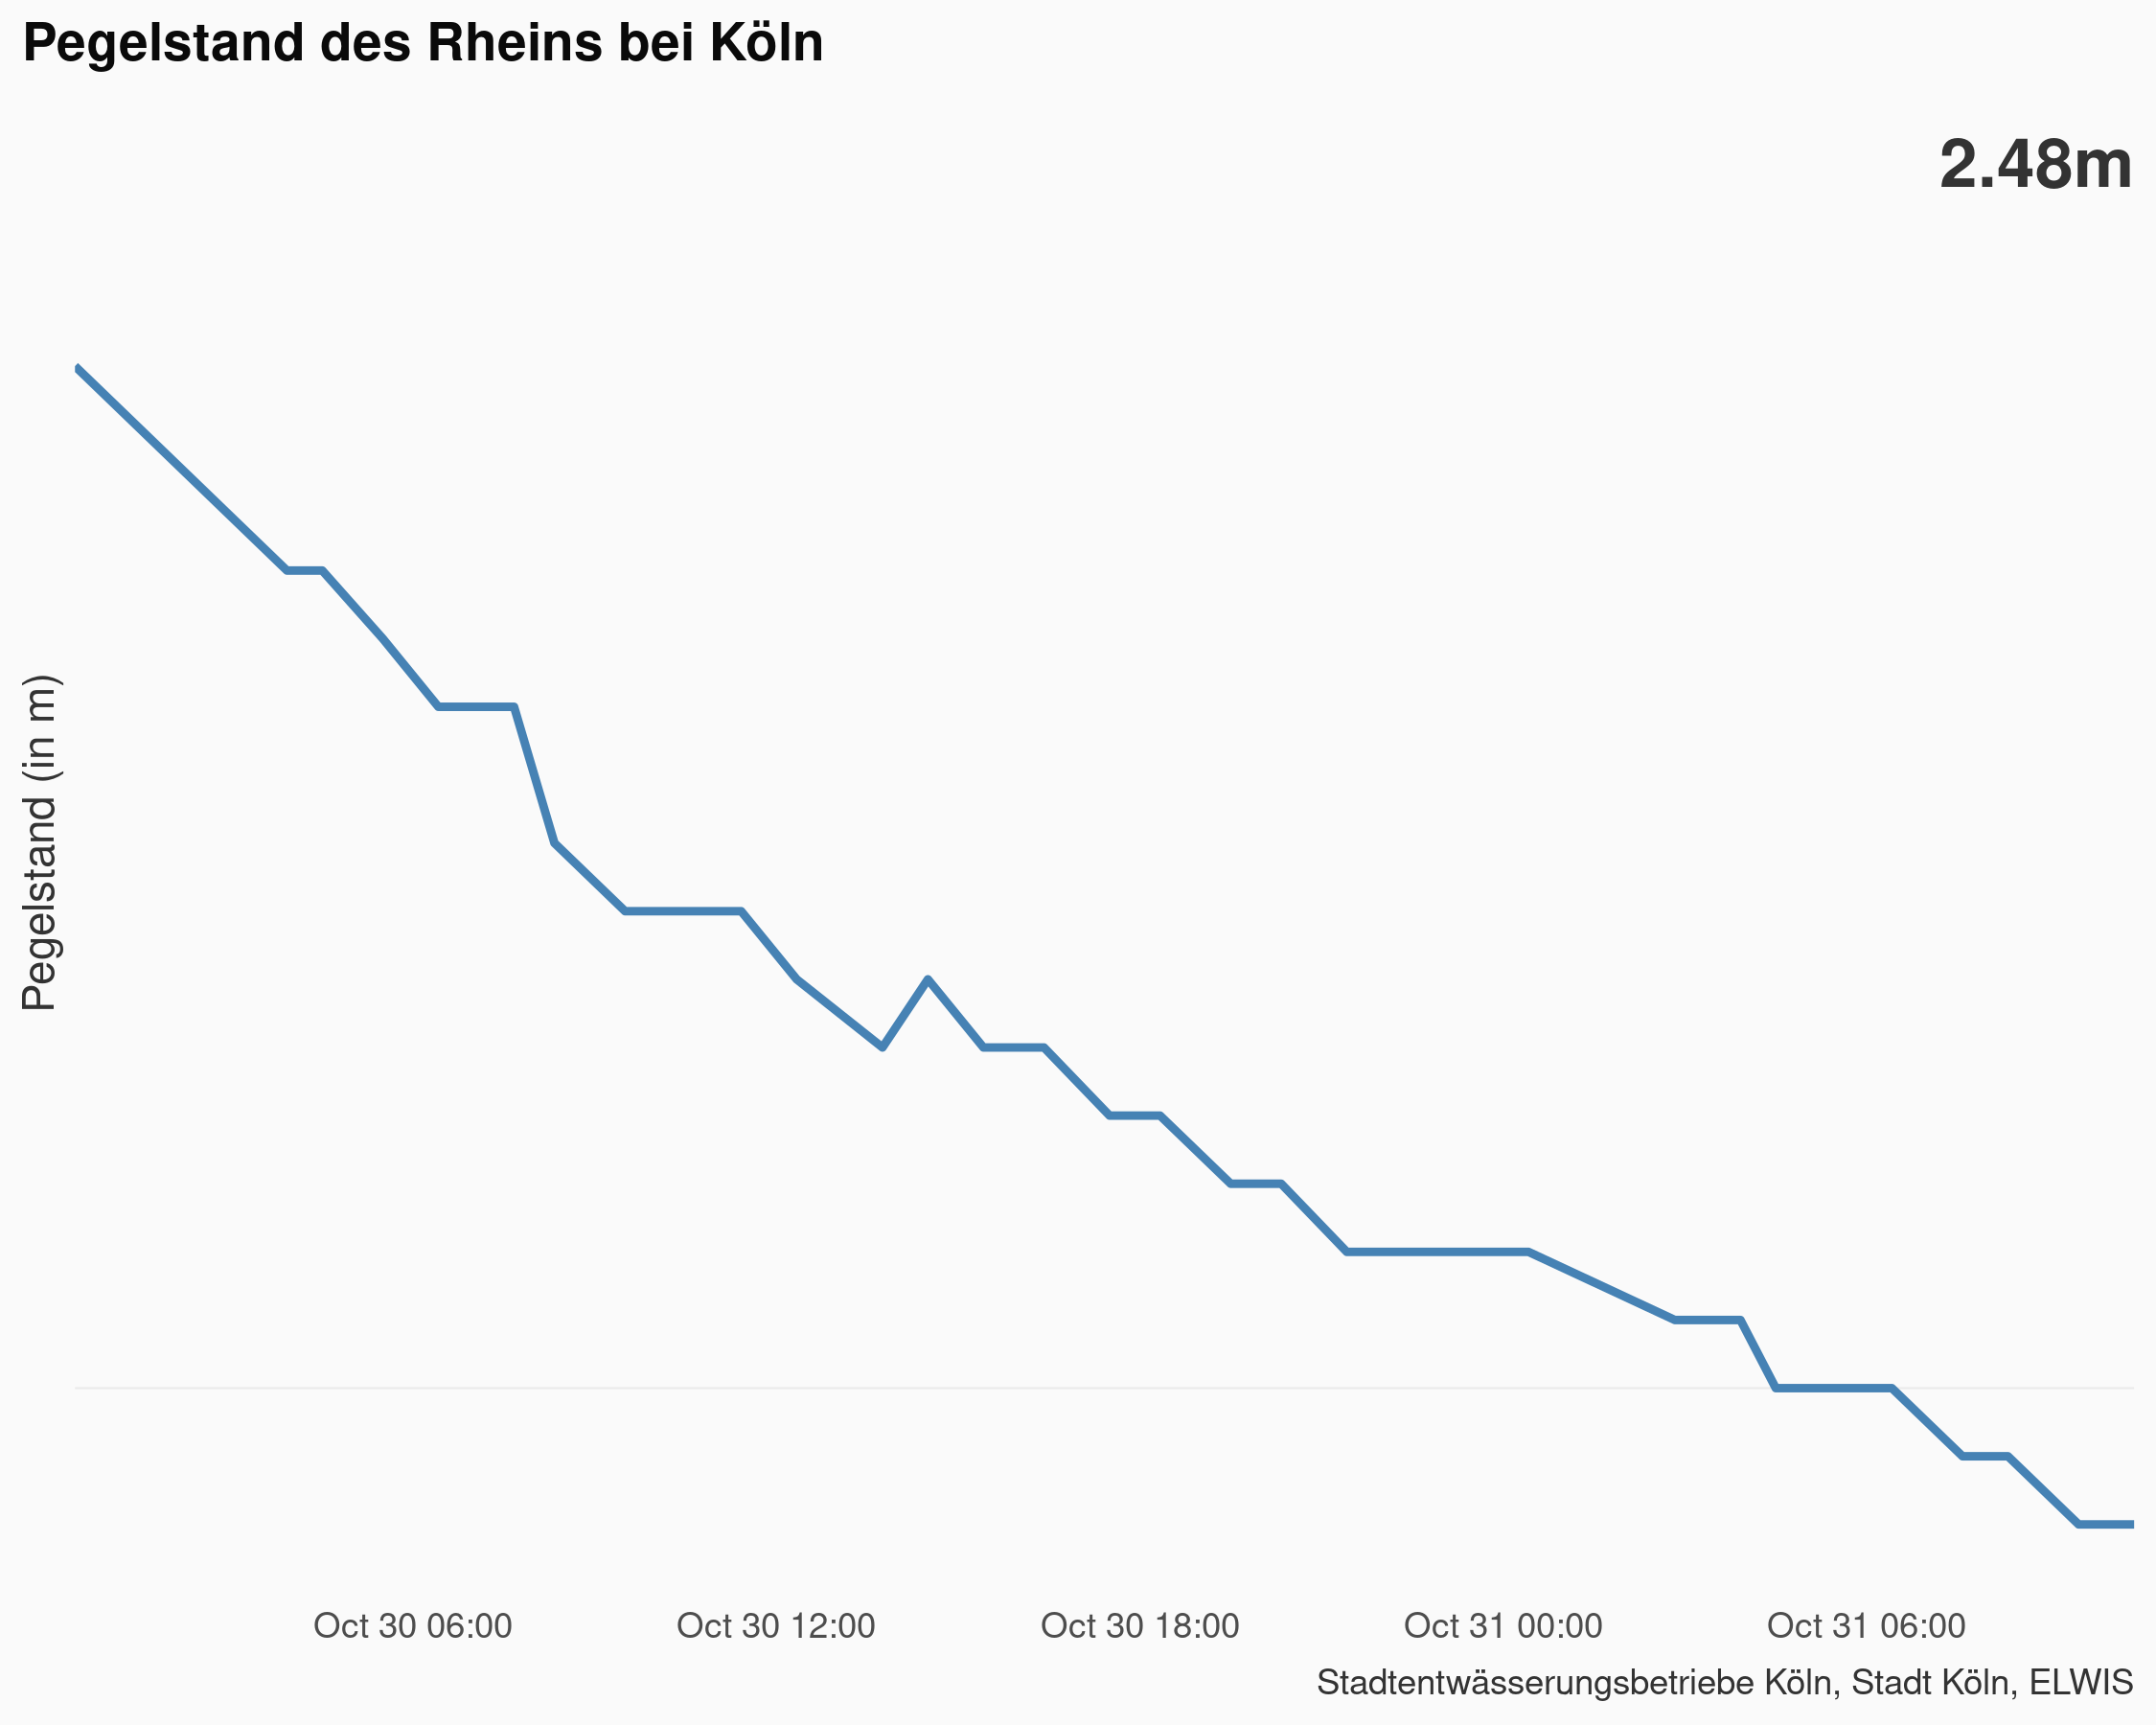 Pegelstand des Rheins bei Köln
2.48m
Pegelstand (in m)
Oct 30 06:00 Oct 30 12:00 Oct 30 18:00 Oct 31 00:00 Oct 31 06:00
Stadtentwässerungsbetriebe Köln, Stadt Köln, ELWIS